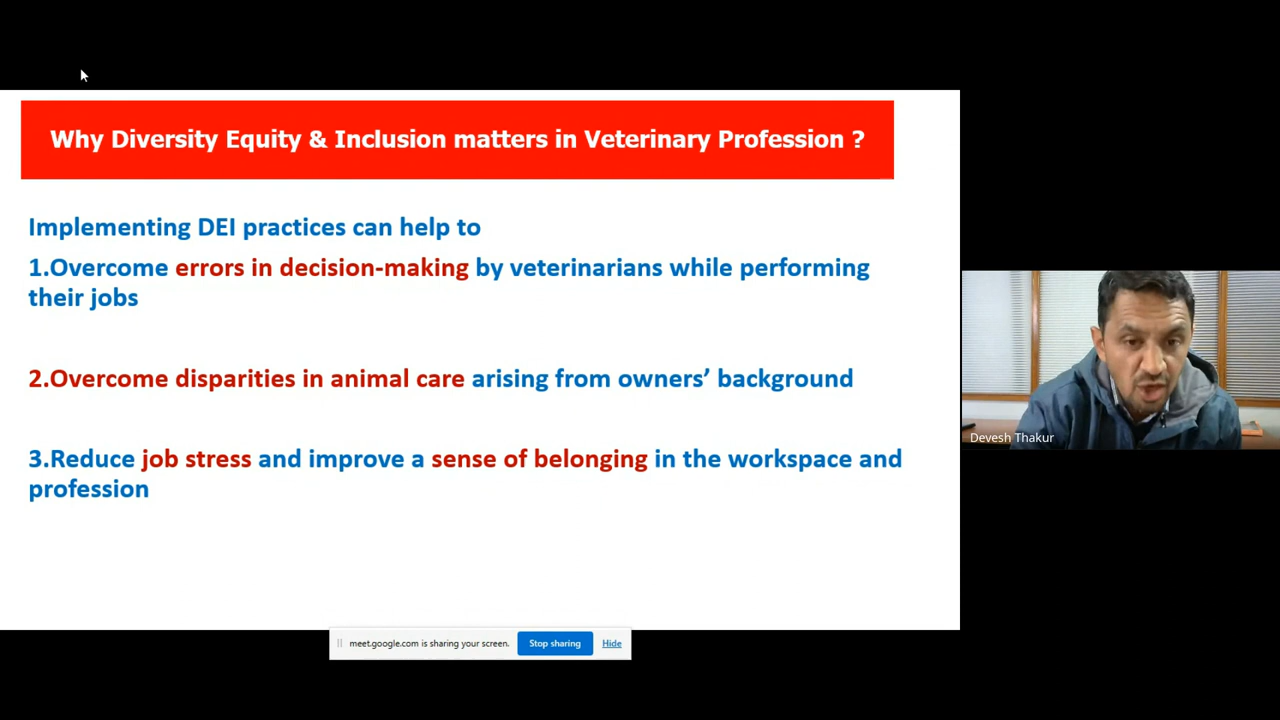 Why Diversity Equity & Inclusion matters in Veterinary Profession ?
Implementing DEI practices can help to
1.Overcome errors in decision-making by veterinarians while performing
their jobs
2.Overcome disparities in animal care arising from owners’ background
3.Reduce job stress and improve a sense of belonging in the workspace and
profession
Devesh Thakur
meet.google.com is sharing your screen.
Stop sharing
Hide